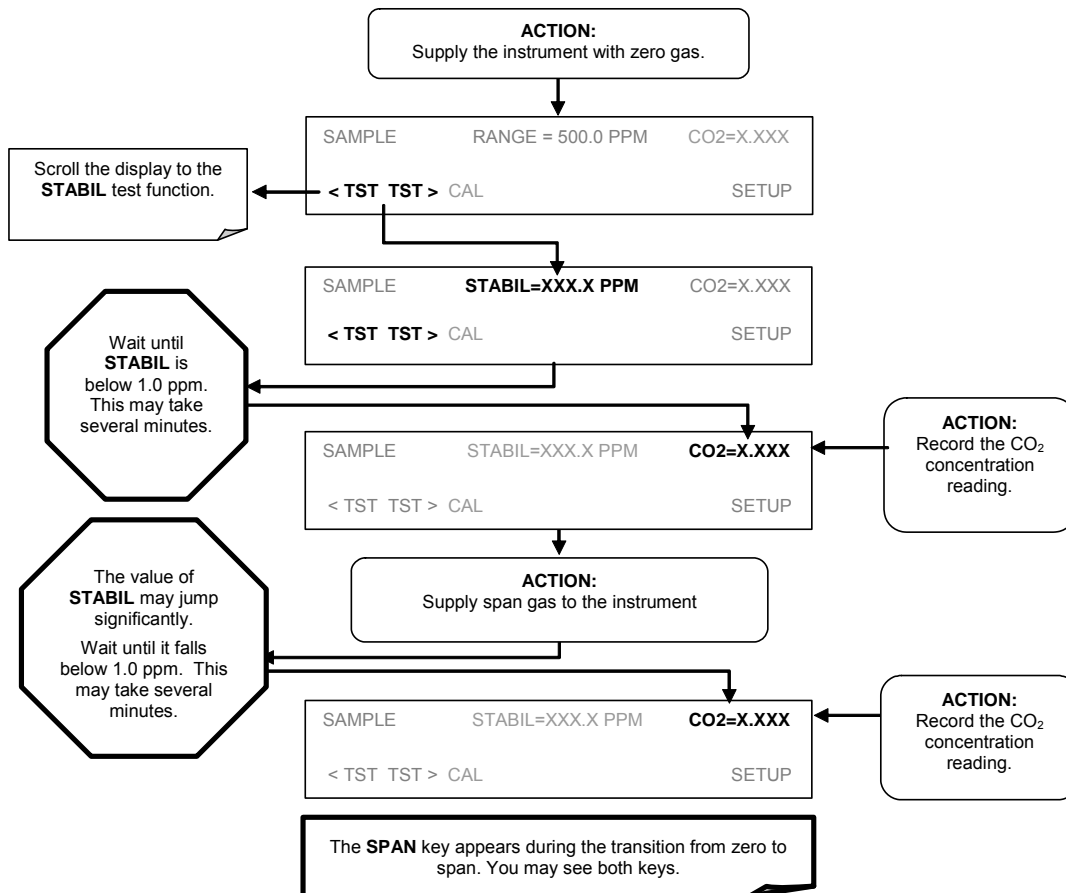 ACTION:
Supply the instrument with zero gas.
SAMPLE RANGE = 500.0 PPM CO2=X.XXX
< TST TST > CAL SETUP
Scroll the display to the
STABIL test function.
SAMPLE STABIL=XXX.X PPM CO2=X.XXX
< TST TST > CAL SETUP
Wait until
STABIL is
below 1.0 ppm.
This may take
several minutes.
SAMPLE STABIL=XXX.X PPM CO2=X.XXX
< TST TST > CAL SETUP
ACTION:
Record the CO₂
concentration
reading.
ACTION:
Supply span gas to the instrument
The value of
STABIL may jump
significantly.
Wait until it falls
below 1.0 ppm. This
may take several
minutes.
SAMPLE STABIL=XXX.X PPM CO2=X.XXX
< TST TST > CAL SETUP
ACTION:
Record the CO₂
concentration
reading.
The SPAN key appears during the transition from zero to
span. You may see both keys.